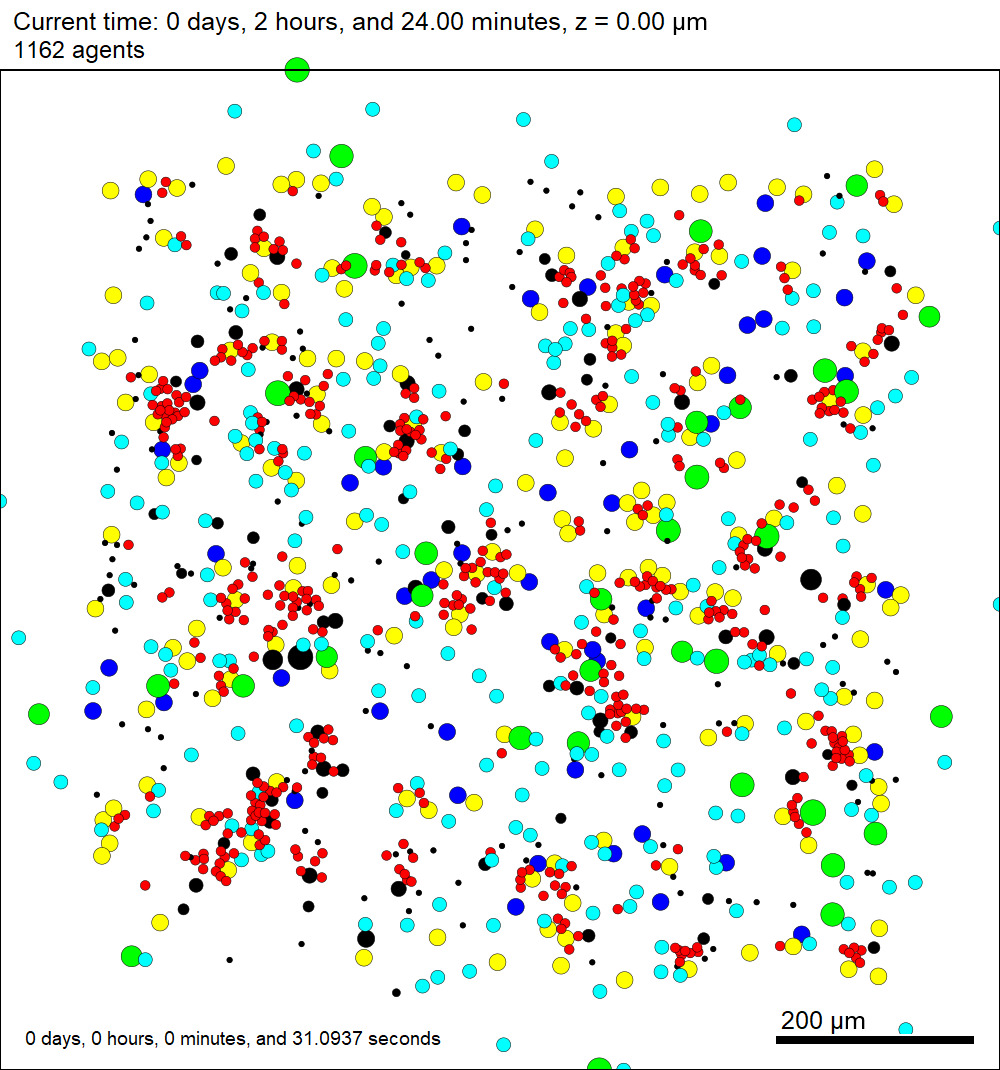 Current time: 0 days, 2 hours, and 24.00 minutes, z = 0.00 μm
1162 agents
200 μm
0 days, 0 hours, 0 minutes, and 31.0937 seconds